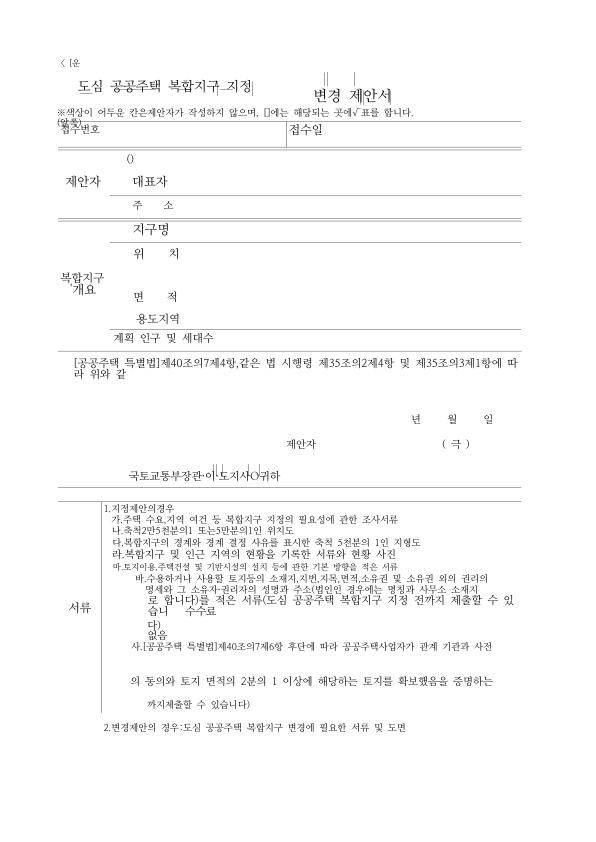 < [운
도심 공공주택 복합지구 지정
변경 제안서
※색상이 어두운 칸은제안자가 작성하지 않으며, []에는 해당되는 곳에√표를 합니다.
(앞쪽)
접수번호 접수일
()
제안자 대표자
주 소
지구명
위 치
복합지구
개요
면 적
용도지역
계획 인구 및 세대수
[공공주택 특별법]제40조의7제4항,같은 법 시행령 제35조의2제4항 및 제35조의3제1항에 따
라 위와 같
년 월 일
제안자 ( 극 )
국토교통부장관·이·도지사○귀하
1.지점제안의경우
가.주택 수요,지역 여건 등 복합지구 지정의 필요성에 관한 조사서류
나.축척2만5천분의1 또는5만분의1인 위치도
다.복합지구의 경계와 경계 결정 사유를 표시한 축척 5천분의 1인 지형도
라.복합지구 및 인근 지역의 현황을 기록한 서류와 현황 사진
마.토지이용,주택건설 및 기반시설의 설치 등에 관한 기본 방향을 적은 서류
바.수용하거나 사용할 토지등의 소재지,지번,지목,면적,소유권 및 소유권 외의 권리의
명세와 그 소유자·권리자의 성명과 주소(법인인 경우에는 명칭과 사무소 소재지
서류
로 합니다)를 적은 서류(도심 공공주택 복합지구 지정 전까지 제출할 수 있
습니 수수료
다)
없음
사.[공공주택 특별법]제40조의7제6항 후단에 따라 공공주택사업자가 관계 기관과 사전
의 동의와 토지 면적의 2분의 1 이상에 해당하는 토지를 확보했음을 증명하는
까지제출할 수 있습니다)
2.변경제안의 경우:도심 공공주택 복합지구 변경에 필요한 서류 및 도면